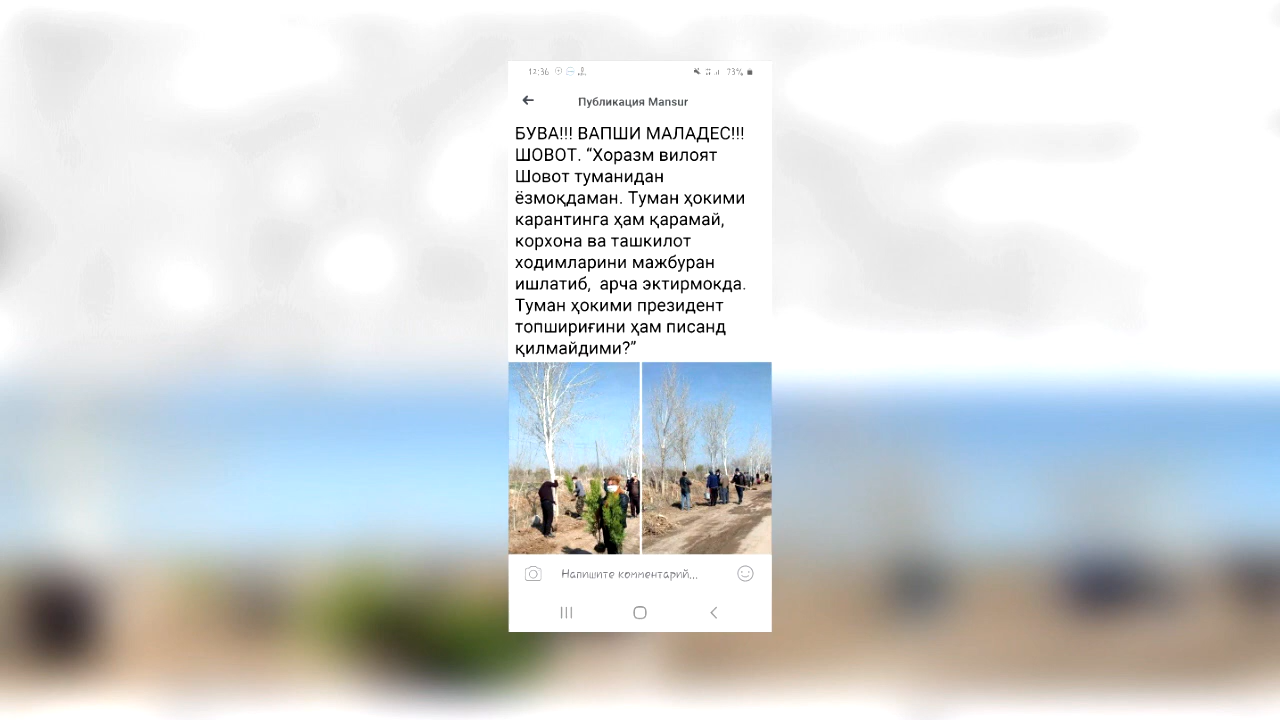 12:36
73%
Публикация Mansur
БУВА!!! ВАПШИ МАЛАДЕС!!!
ШОВОТ. “Хоразм вилоят
Шовот туманидан
ёзмоқдаман. Туман ҳокими
карантинга ҳам қарамай,
корхона ва ташкилот
ходимларини мажбуран
ишлатиб, арча эктирмокда.
Туман ҳокими президент
топшириғини ҳам писанд
қилмайдими?”
Напишите комментарий...